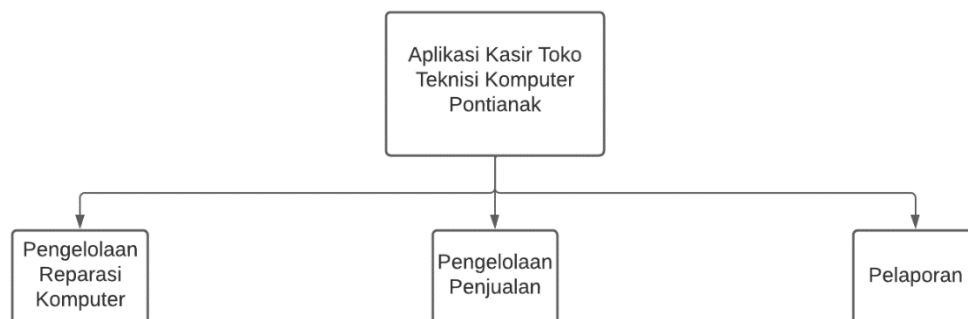 Aplikasi Kasir Toko
Teknisi Komputer
Pontianak
Pengelolaan
Reparasi
Komputer
Pengelolaan
Penjualan
Pelaporan